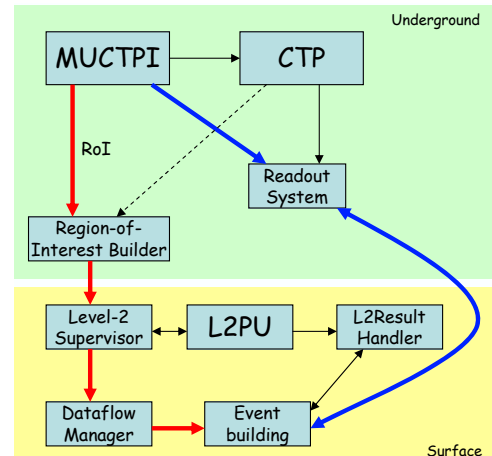 Underground
MUCTPI
CTP
RoI
Readout
System
Region-of-
Interest Builder
Level-2
Supervisor
L2PU
L2Result
Handler
Dataflow
Manager
Event
building
Surface